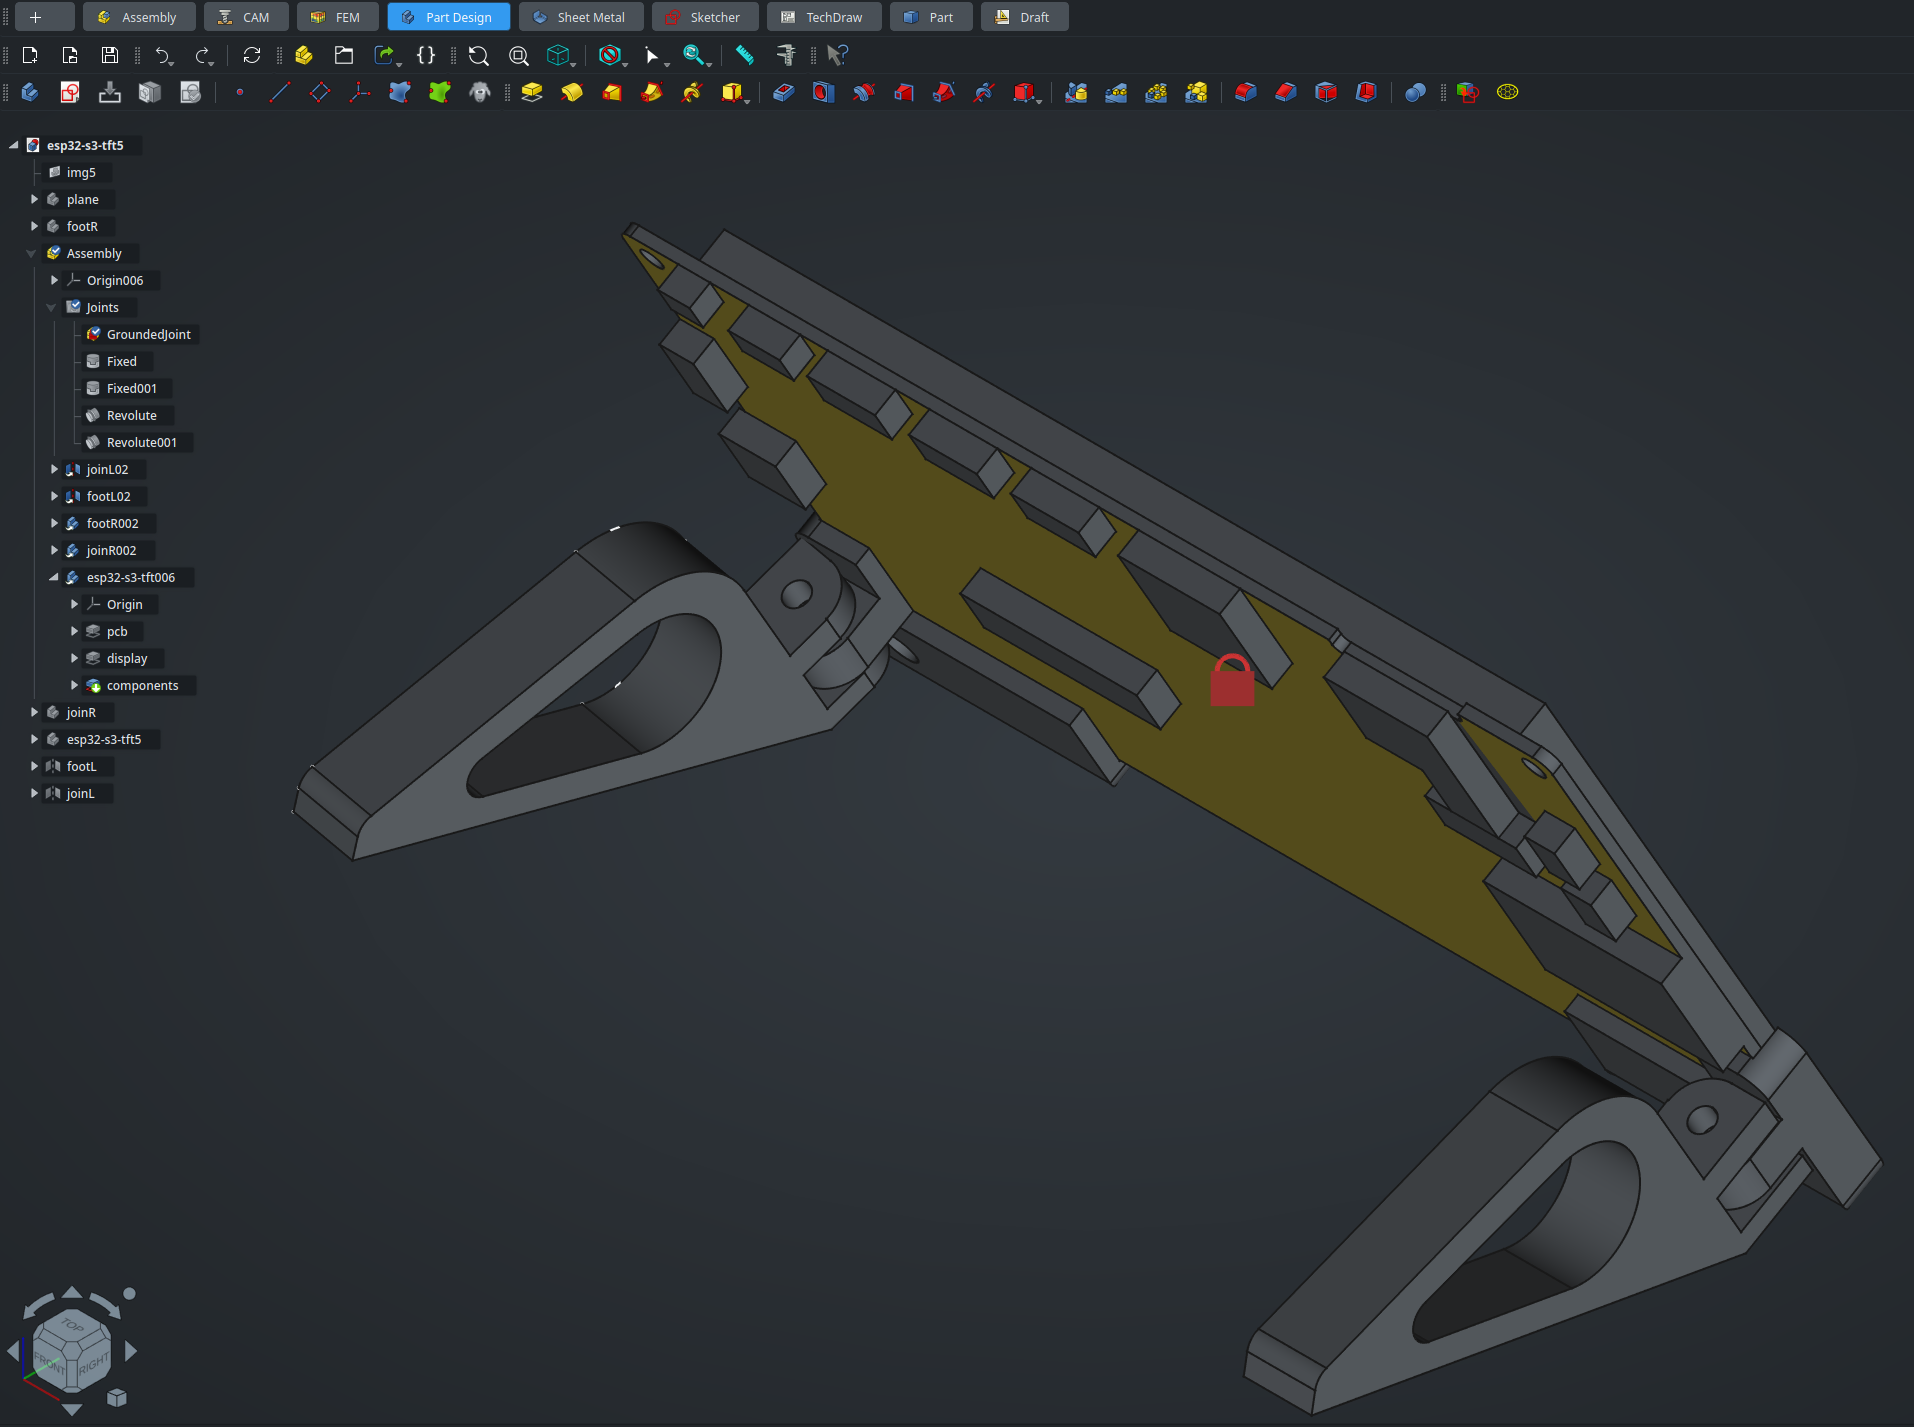 + Assembly CAM FEM Part Design Sheet Metal Sketcher TechDraw Part Draft
esp32-s3-tft5
img5
plane
footR
Assembly
Origin006
Joints
GroundedJoint
Fixed
Fixed001
Revolute
Revolute001
joinL02
footL02
footR002
joinR002
esp32-s3-tft006
Origin
pcb
display
components
joinR
esp32-s3-tft5
footL
joinL
TOP
FRONT RIGHT